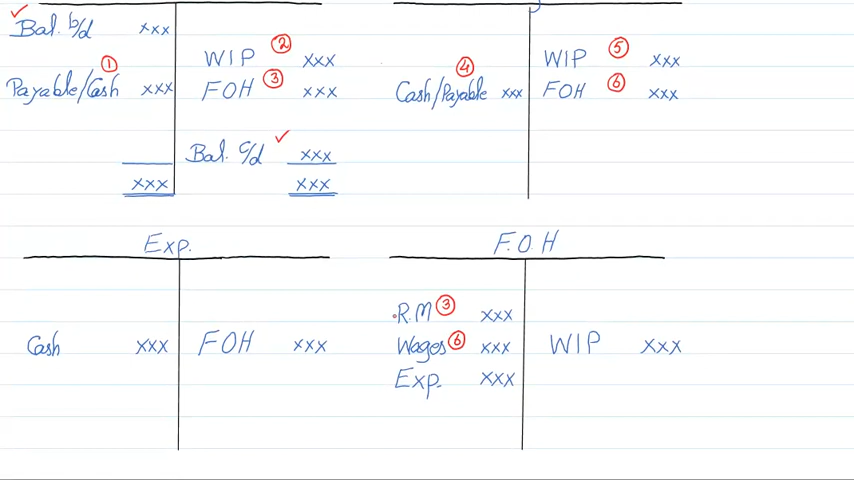 ✓
Bal. b/d xxx
WIP ② xxx
WIP ⑤ xxx
① Payable/Cash xxx
FOH ③ xxx
④ Cash/Payable xxx
FOH ⑥ xxx
Bal. c/d ✓ xxx
xxx xxx
Exp. F.O.H
R.M ③ xxx
Cash xxx FOH xxx
Wages ⑥ xxx WIP xxx
Exp. xxx